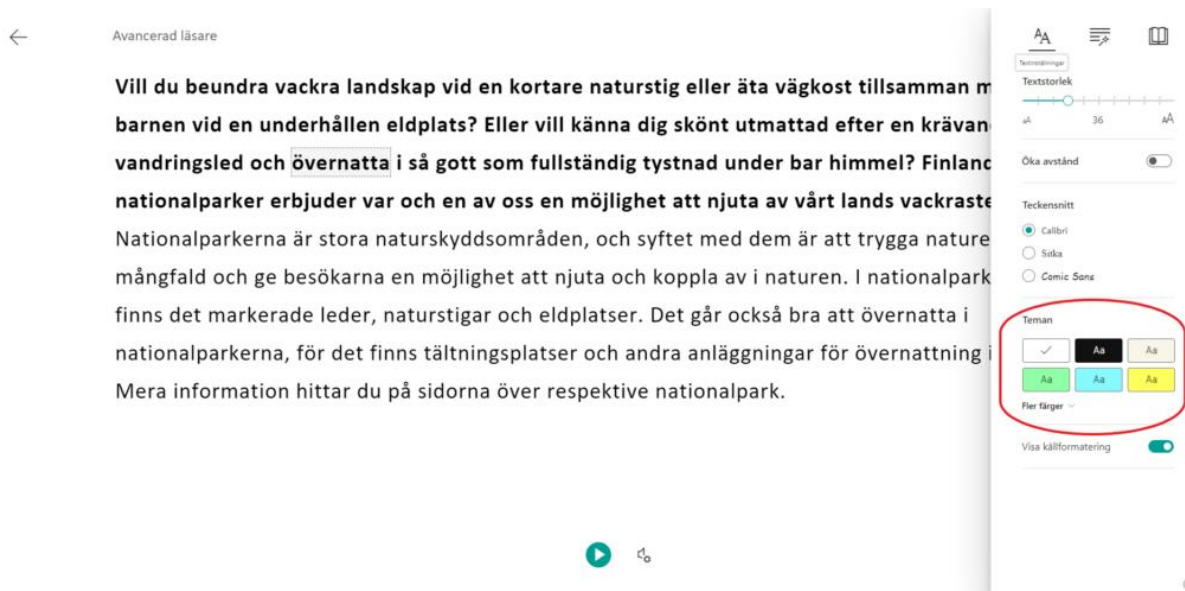 Avancerad läsare
Vill du beundra vackra landskap vid en kortare naturstig eller äta vägkost tillsamman m
barnen vid en underhållen eldplats? Eller vill känna dig skönt utmattad efter en krävan
vandringsled och övernatta i så gott som fullständig tystnad under bar himmel? Finland
nationalparker erbjuder var och en av oss en möjlighet att njuta av vårt lands vackraste
Nationalparkerna är stora naturskyddsområden, och syftet med dem är att trygga nature
mångfald och ge besökarna en möjlighet att njuta och koppla av i naturen. I nationalpark
finns det markerade leder, naturstigar och eldplatser. Det går också bra att övernatta i
nationalparkerna, för det finns tältningsplatser och andra anläggningar för övernattning i
Mera information hittar du på sidorna över respektive nationalpark.
AA
Textinställningar
Textstorlek
AA 36 AA
Öka avstånd
Teckensnitt
Calibri
Sitka
Comic Sans
Teman
Aa Aa
Aa Aa Aa
Fler färger
Visa källformatering